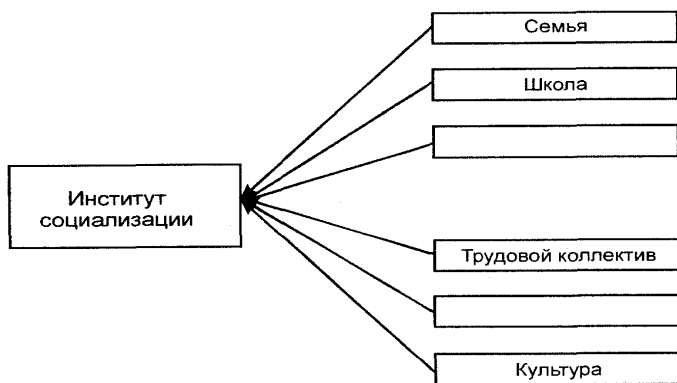 Семья
Школа
Институт
социализации
Трудовой коллектив
Культура